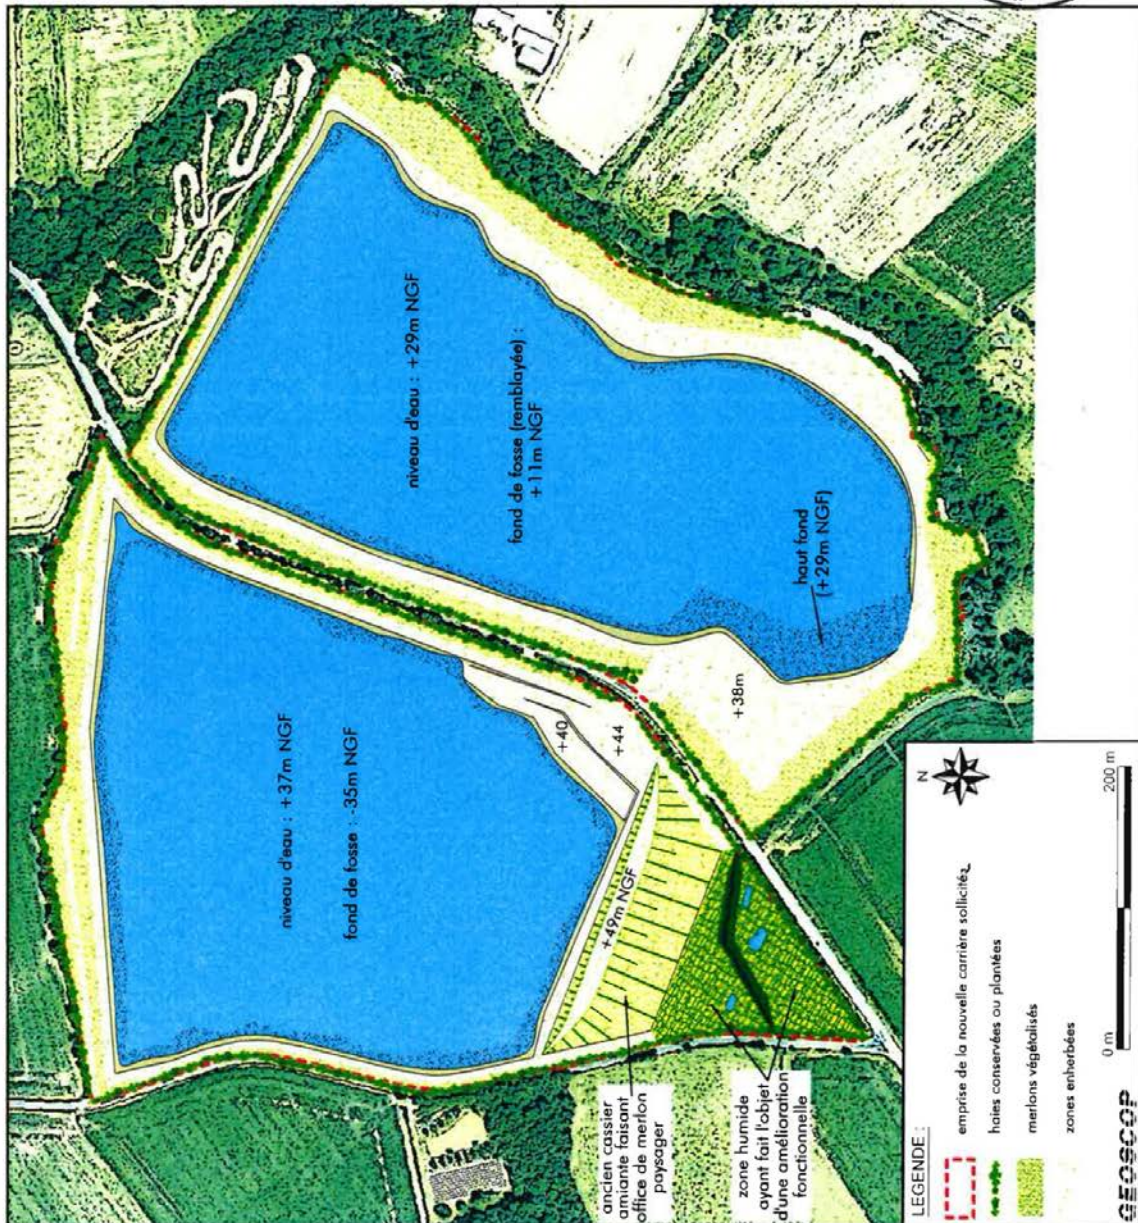 niveau d'eau : +37m NGF
fond de fosse : -35m NGF
niveau d'eau : +29m NGF
fond de fosse (remblayée) :
+11m NGF
haut fond
(+29m NGF)
+40
+44
+38m
+49m NGF
ancien cassier
amiante faisant
office de merlon
paysager
zone humide
ayant fait l'objet
d'une amélioration
fonctionnelle
LEGENDE :
emprise de la nouvelle carrière sollicitée
haies conservées ou plantées
merlons végétalisés
zones enherbées
N
0 m
200 m
GEOSCOP